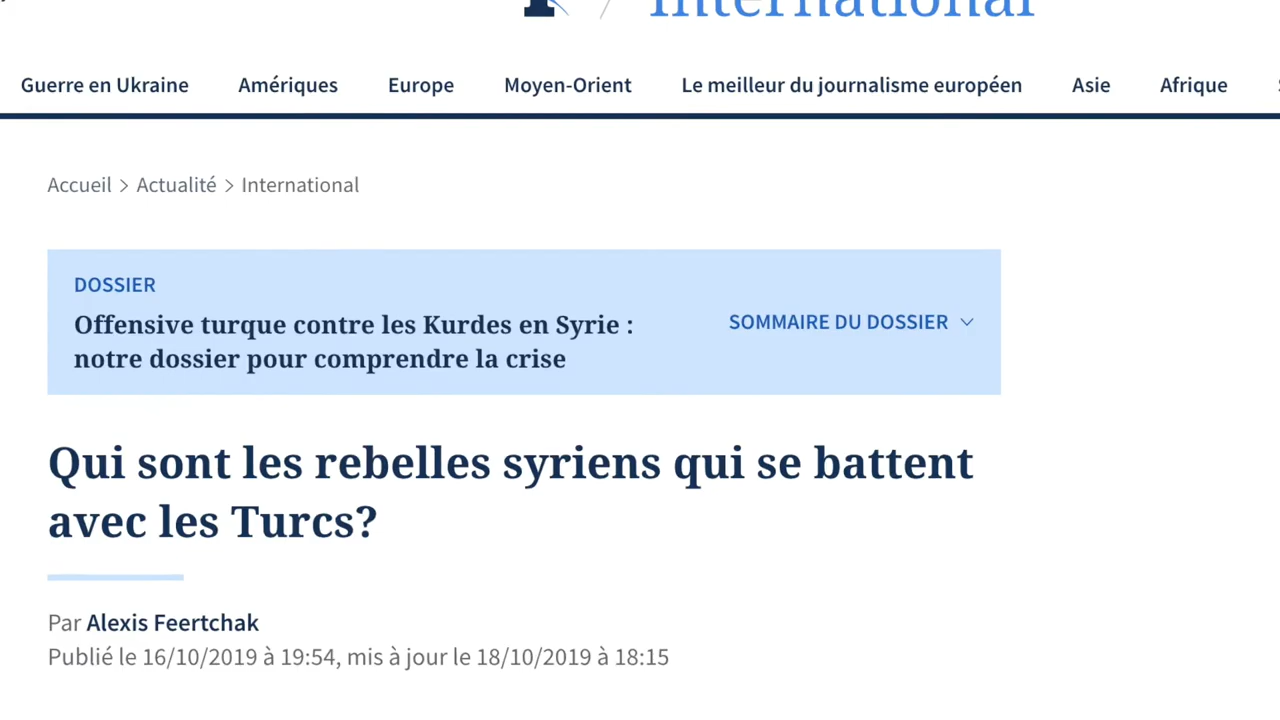 International
Guerre en Ukraine Amériques Europe Moyen-Orient Le meilleur du journalisme européen Asie Afrique
Accueil > Actualité > International
DOSSIER
Offensive turque contre les Kurdes en Syrie :
notre dossier pour comprendre la crise
SOMMAIRE DU DOSSIER
Qui sont les rebelles syriens qui se battent
avec les Turcs?
Par Alexis Feertchak
Publié le 16/10/2019 à 19:54, mis à jour le 18/10/2019 à 18:15